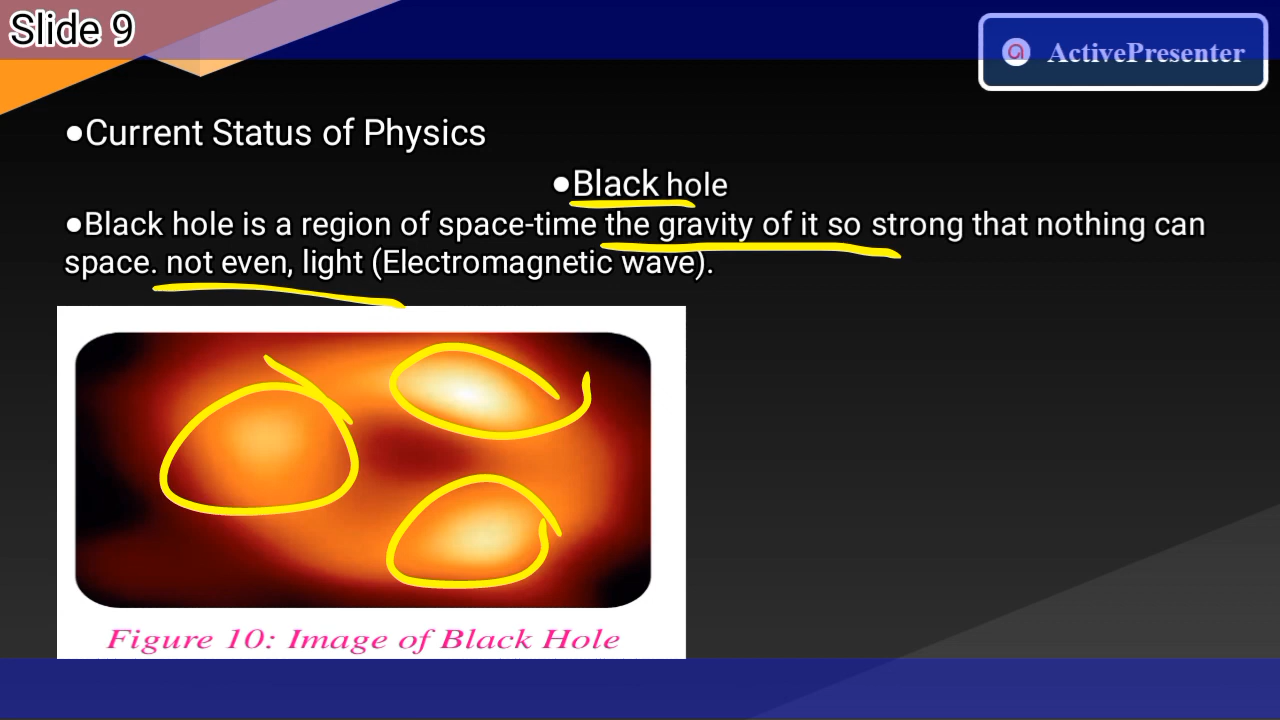 Slide 9
ActivePresenter
●Current Status of Physics
●Black hole
●Black hole is a region of space-time the gravity of it so strong that nothing can
space. not even, light (Electromagnetic wave).
Figure 10: Image of Black Hole